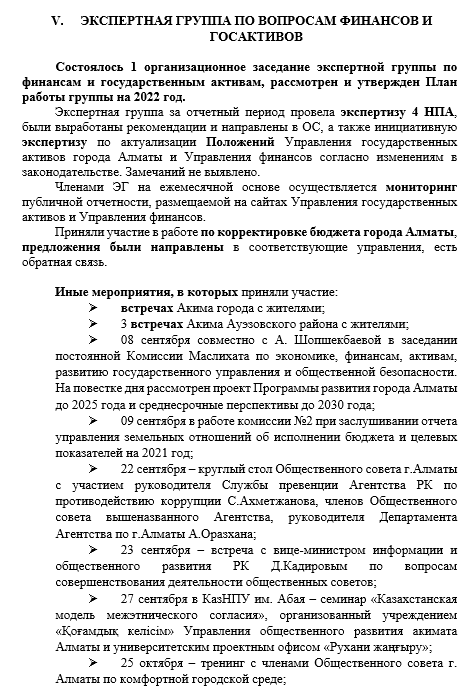 V. ЭКСПЕРТНАЯ ГРУППА ПО ВОПРОСАМ ФИНАНСОВ И
ГОСАКТИВОВ
Состоялось 1 организационное заседание экспертной группы по
финансам и государственным активам, рассмотрен и утвержден План
работы группы на 2022 год.
Экспертная группа за отчетный период провела экспертизу 4 НПА,
были выработаны рекомендации и направлены в ОС, а также инициативную
экспертизу по актуализации Положений Управления государственных
активов города Алматы и Управления финансов согласно изменениям в
законодательстве. Замечаний не выявлено.
Членами ЭГ на ежемесячной основе осуществляется мониторинг
публичной отчетности, размещаемой на сайтах Управления государственных
активов и Управления финансов.
Приняли участие в работе по корректировке бюджета города Алматы,
предложения были направлены в соответствующие управления, есть
обратная связь.
Иные мероприятия, в которых приняли участие:
➢ встречах Акима города с жителями;
➢ 3 встречах Акима Ауэзовского района с жителями;
➢ 08 сентября совместно с А. Шопшекбаевой в заседании
постоянной Комиссии Маслихата по экономике, финансам, активам,
развитию государственного управления и общественной безопасности.
На повестке дня рассмотрен проект Программы развития города Алматы
до 2025 года и среднесрочные перспективы до 2030 года;
➢ 09 сентября в работе комиссии №2 при заслушивании отчета
управления земельных отношений об исполнении бюджета и целевых
показателей на 2021 год;
➢ 22 сентября – круглый стол Общественного совета г.Алматы
с участием руководителя Службы превенции Агентства РК по
противодействию коррупции С.Ахметжанова, членов Общественного
совета вышеназванного Агентства, руководителя Департамента
Агентства по г.Алматы А.Оразхана;
➢ 23 сентября – встреча с вице-министром информации и
общественного развития РК Д.Кадировым по вопросам
совершенствования деятельности общественных советов;
➢ 27 сентября в КазНПУ им. Абая – семинар «Казахстанская
модель межэтнического согласия», организованный учреждением
«Қоғамдық келісім» Управления общественного развития акимата
Алматы и университетским проектным офисом «Рухани жаңғыру»;
➢ 25 октября – тренинг с членами Общественного совета г.
Алматы по комфортной городской среде;